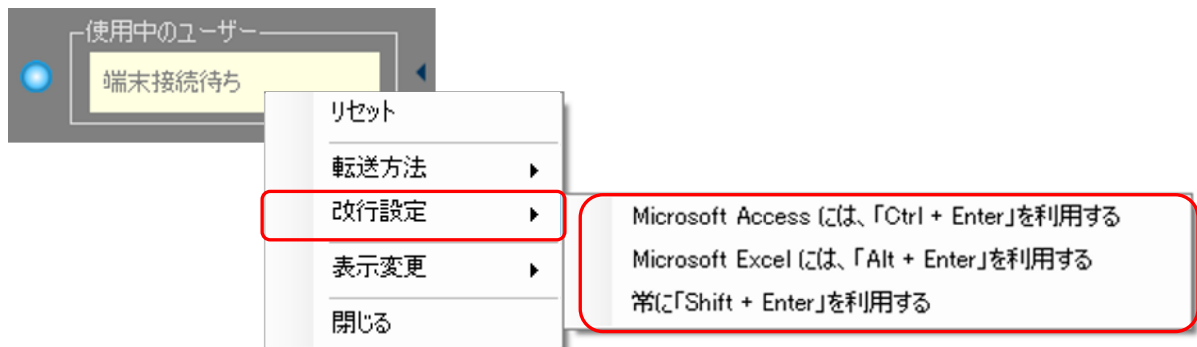 使用中のユーザー
端末接続待ち
リセット
転送方法
改行設定
Microsoft Access には、「Ctrl + Enter」を利用する
Microsoft Excel には、「Alt + Enter」を利用する
常に「Shift + Enter」を利用する
表示変更
閉じる